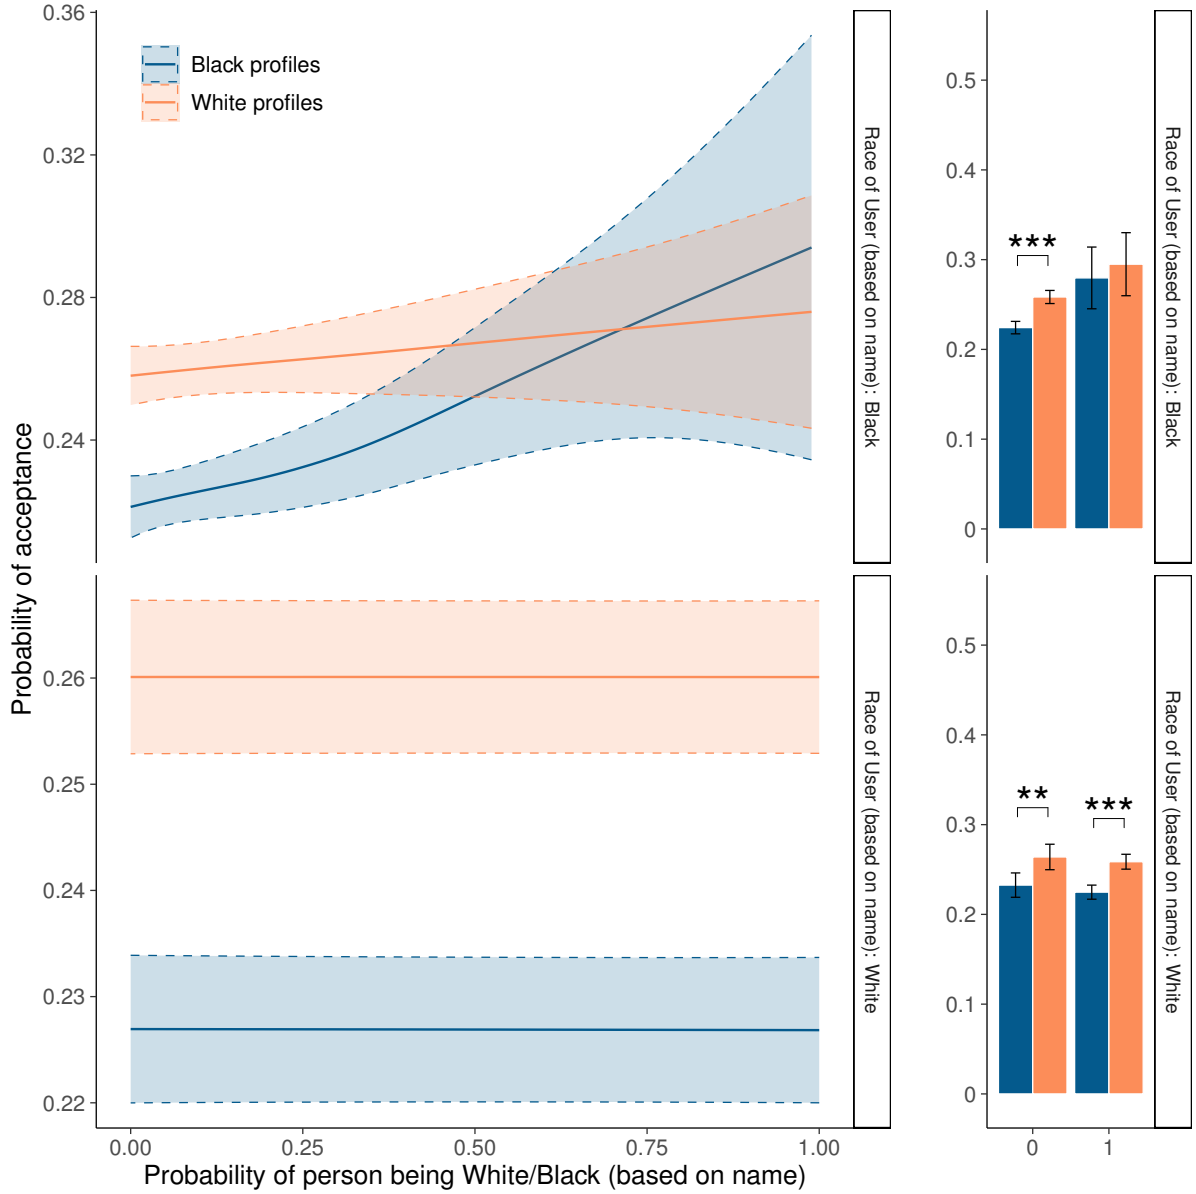 0.36
0.32
0.28
0.24
Black profiles
White profiles
Race of User (based on name): Black
0.5
0.4
0.3
0.2
0.1
0
***
Race of User (based on name): Black
Probability of acceptance
0.26
0.25
0.24
0.23
0.22
Race of User (based on name): White
0.5
0.4
0.3
0.2
0.1
0
**
***
Race of User (based on name): White
0.00 0.25 0.50 0.75 1.00
0 1
Probability of person being White/Black (based on name)